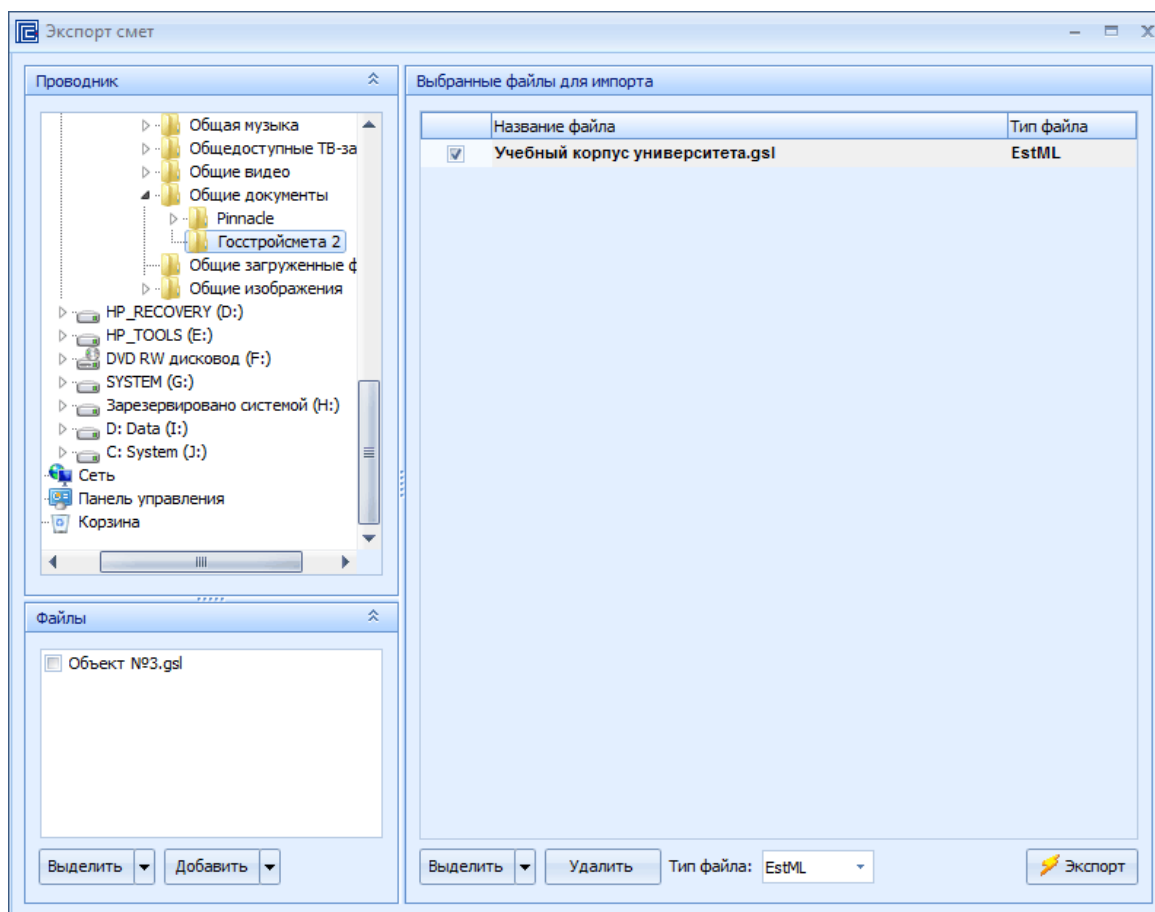 Экспорт смет
Проводник
Общая музыка
Общедоступные ТВ-за
Общие видео
Общие документы
Pinnacle
Госстройсмета 2
Общие загруженные ф
Общие изображения
HP_RECOVERY (D:)
HP_TOOLS (E:)
DVD RW дисковод (F:)
SYSTEM (G:)
Зарезервировано системой (H:)
D: Data (I:)
C: System (J:)
Сеть
Панель управления
Корзина
Файлы
Объект №3.gsl
Выделить
Добавить
Выбранные файлы для импорта
Название файла Тип файла
Учебный корпус университета.gsl EstML
Выделить Удалить Тип файла: EstML Экспорт